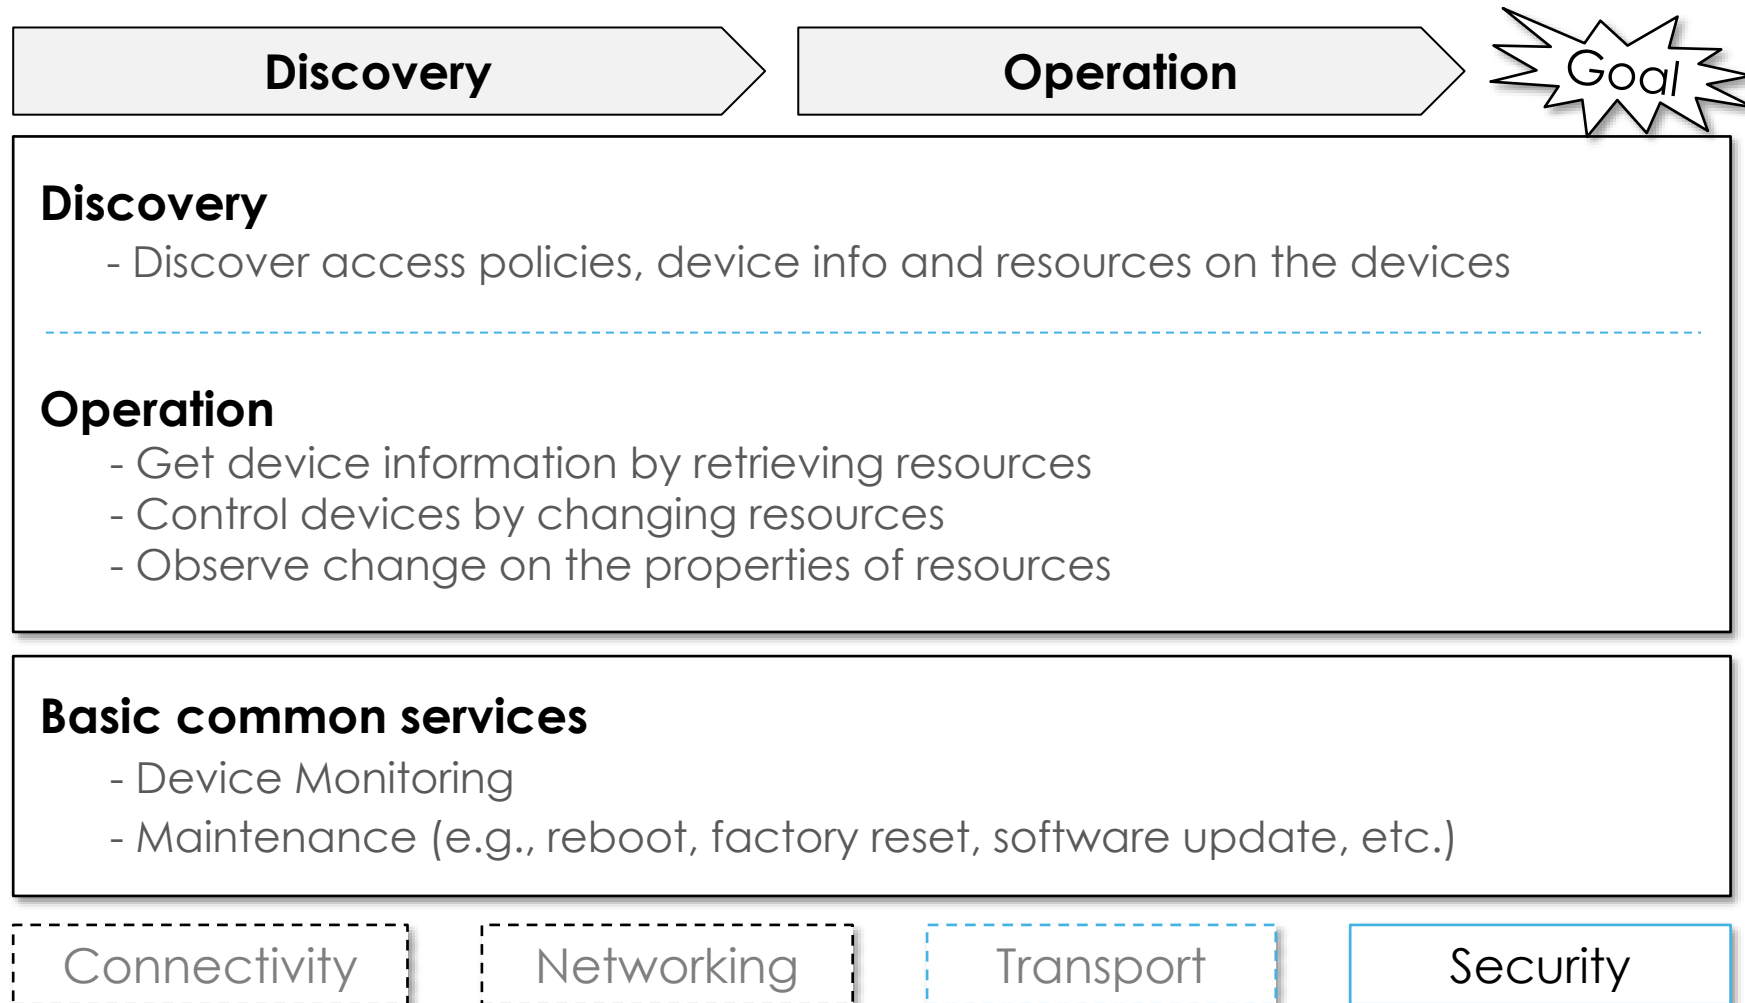 Discovery
Operation
Goal
Discovery
- Discover access policies, device info and resources on the devices
Operation
- Get device information by retrieving resources
- Control devices by changing resources
- Observe change on the properties of resources
Basic common services
- Device Monitoring
- Maintenance (e.g., reboot, factory reset, software update, etc.)
Connectivity
Networking
Transport
Security